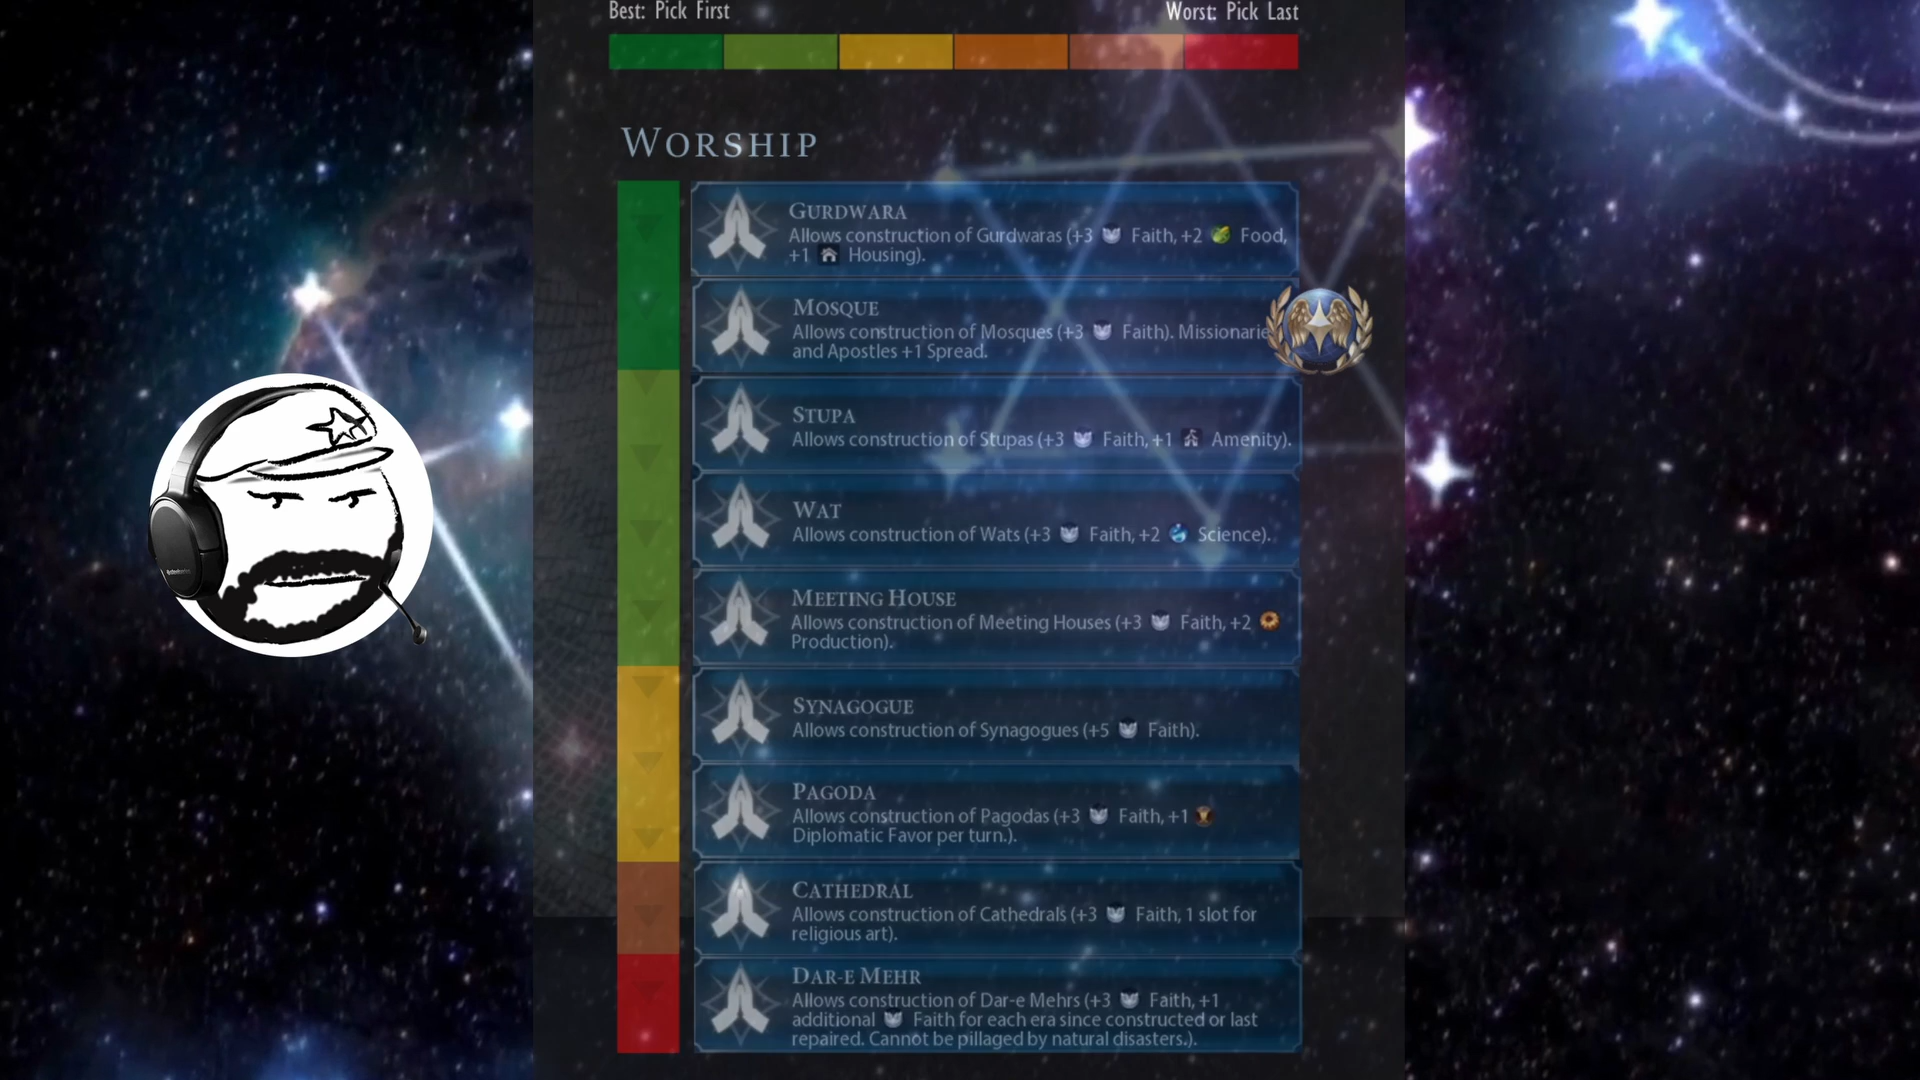 Best: Pick First
Worst: Pick Last
WORSHIP
GURDWARA
Allows construction of Gurdwaras (+3 Faith, +2 Food,
+1 Housing).
MOSQUE
Allows construction of Mosques (+3 Faith). Missionarie
and Apostles +1 Spread.
STUPA
Allows construction of Stupas (+3 Faith, +1 Amenity).
WAT
Allows construction of Wats (+3 Faith, +2 Science).
MEETING HOUSE
Allows construction of Meeting Houses (+3 Faith, +2
Production).
SYNAGOGUE
Allows construction of Synagogues (+5 Faith).
PAGODA
Allows construction of Pagodas (+3 Faith, +1
Diplomatic Favor per turn.).
CATHEDRAL
Allows construction of Cathedrals (+3 Faith, 1 slot for
religious art).
DAR-E MEHR
Allows construction of Dar-e Mehrs (+3 Faith, +1
additional Faith for each era since constructed or last
repaired. Cannot be pillaged by natural disasters.).